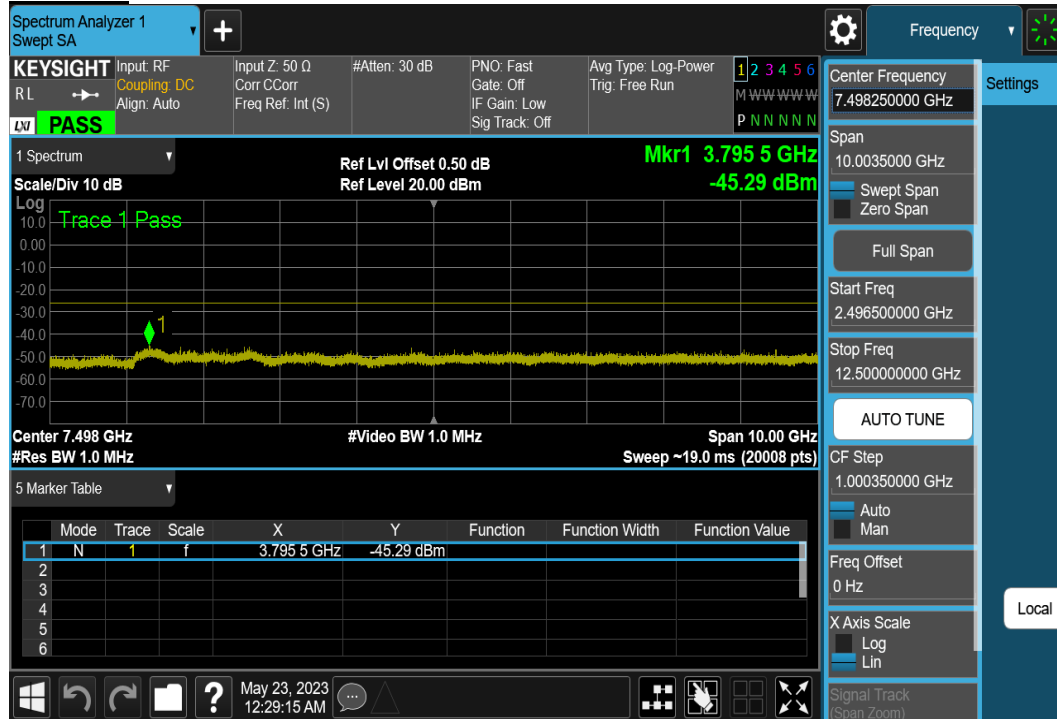 Spectrum Analyzer 1
Swept SA
Frequency
KEYSIGHT
RL
LXI
PASS
Input: RF
Coupling: DC
Align: Auto
Input Z: 50 Ω
Corr CCorr
Freq Ref: Int (S)
#Atten: 30 dB
PNO: Fast
Gate: Off
IF Gain: Low
Sig Track: Off
Avg Type: Log-Power
Trig: Free Run
1 2 3 4 5 6
M W W W W W
P N N N N N
1 Spectrum
Scale/Div 10 dB
Ref Lvl Offset 0.50 dB
Ref Level 20.00 dBm
Mkr1 3.795 5 GHz
-45.29 dBm
Log
Trace 1 Pass
10.0
0.00
-10.0
-20.0
-30.0
1
-40.0
-50.0
-60.0
-70.0
Center 7.498 GHz
#Video BW 1.0 MHz
Span 10.00 GHz
#Res BW 1.0 MHz
Sweep ~19.0 ms (20008 pts)
5 Marker Table
Mode Trace Scale X Y Function Function Width Function Value
1 N 1 f 3.795 5 GHz -45.29 dBm
2
3
4
5
6
May 23, 2023
12:29:15 AM
Center Frequency
7.498250000 GHz
Span
10.0035000 GHz
Swept Span
Zero Span
Full Span
Start Freq
2.496500000 GHz
Stop Freq
12.500000000 GHz
AUTO TUNE
CF Step
1.000350000 GHz
Auto
Man
Freq Offset
0 Hz
X Axis Scale
Log
Lin
Signal Track
(Span Zoom)
Settings
Local